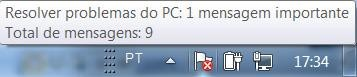 Resolver problemas do PC: 1 mensagem importante
Total de mensagens: 9
PT 17:34